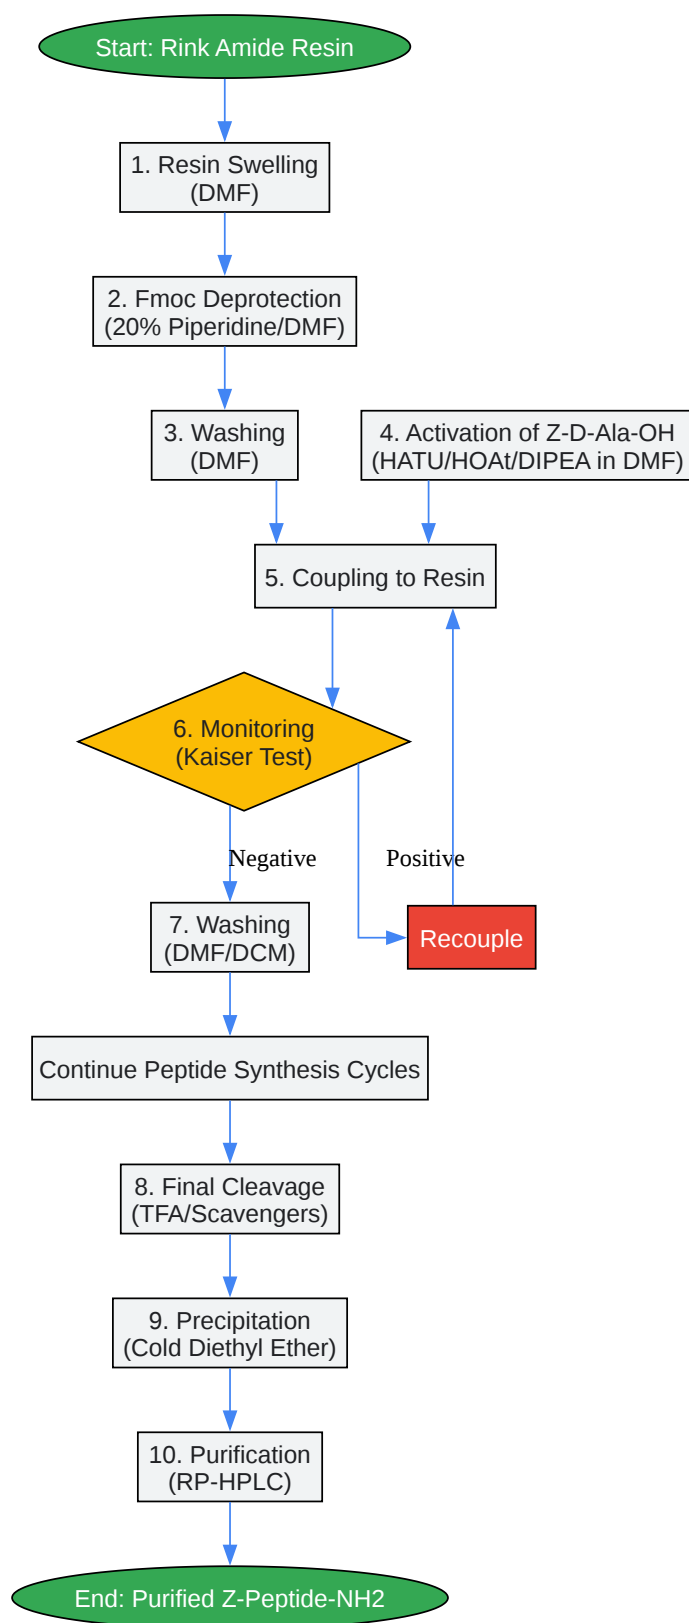 Start: Rink Amide Resin
1. Resin Swelling
(DMF)
2. Fmoc Deprotection
(20% Piperidine/DMF)
3. Washing
(DMF)
4. Activation of Z-D-Ala-OH
(HATU/HOAt/DIPEA in DMF)
5. Coupling to Resin
6. Monitoring
(Kaiser Test)
Negative
Positive
7. Washing
(DMF/DCM)
Recouple
Continue Peptide Synthesis Cycles
8. Final Cleavage
(TFA/Scavengers)
9. Precipitation
(Cold Diethyl Ether)
10. Purification
(RP-HPLC)
End: Purified Z-Peptide-NH2